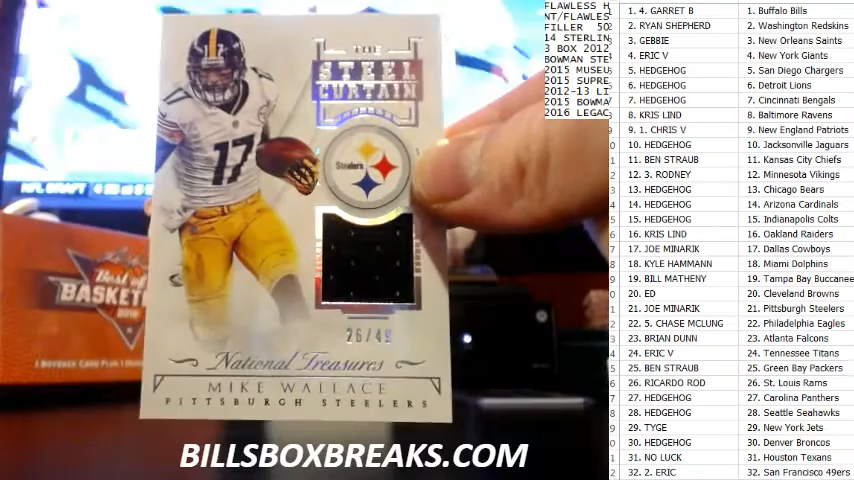 THE
STEEL
CURTAIN
17
17
Steelers
26/49
National Treasures
MIKE WALLACE
PITTSBURGH STEELERS
NFL DRAFT
Best of
BASKET
BILLSBOXBREAKS.COM
FLAWLESS H
NT/FLAWLES
FILLER 50
14 STERLIN
3 BOX 2012
BOWMAN STE
2015 MUSEU
2015 SUPRE
2012-13 LI
2015 BOWMA
2016 LEGAC
1. 4. GARRET B 1. Buffalo Bills
2. RYAN SHEPHERD 2. Washington Redskins
3. GEBBIE 3. New Orleans Saints
4. ERIC V 4. New York Giants
5. HEDGEHOG 5. San Diego Chargers
6. HEDGEHOG 6. Detroit Lions
7. HEDGEHOG 7. Cincinnati Bengals
8. KRIS LIND 8. Baltimore Ravens
9. 1. CHRIS V 9. New England Patriots
10. HEDGEHOG 10. Jacksonville Jaguars
11. BEN STRAUB 11. Kansas City Chiefs
12. 3. RODNEY 12. Minnesota Vikings
13. HEDGEHOG 13. Chicago Bears
14. HEDGEHOG 14. Arizona Cardinals
15. HEDGEHOG 15. Indianapolis Colts
16. KRIS LIND 16. Oakland Raiders
17. JOE MINARIK 17. Dallas Cowboys
18. KYLE HAMMANN 18. Miami Dolphins
19. BILL MATHENY 19. Tampa Bay Buccanee
20. ED 20. Cleveland Browns
21. JOE MINARIK 21. Pittsburgh Steelers
22. 5. CHASE MCLUNG 22. Philadelphia Eagles
23. BRIAN DUNN 23. Atlanta Falcons
24. ERIC V 24. Tennessee Titans
25. BEN STRAUB 25. Green Bay Packers
26. RICARDO ROD 26. St. Louis Rams
27. HEDGEHOG 27. Carolina Panthers
28. HEDGEHOG 28. Seattle Seahawks
29. TYGE 29. New York Jets
30. HEDGEHOG 30. Denver Broncos
31. NO LUCK 31. Houston Texans
32. 2. ERIC 32. San Francisco 49ers